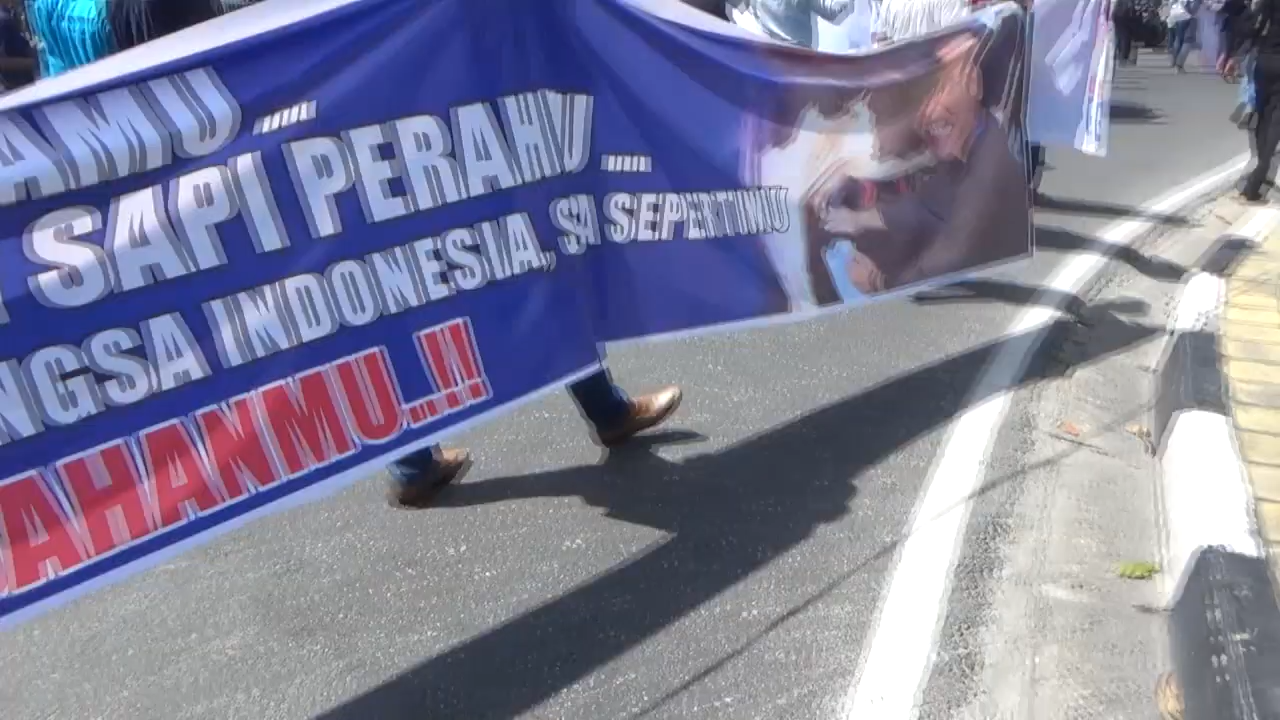 AMU.....
SAPI PERAHU.....
NGSA INDONESIA, SA SEPERTIMU
AHANMU...!!